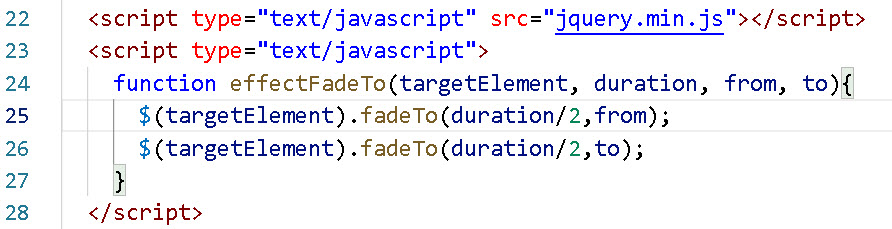 22 <script type="text/javascript" src="jquery.min.js"></script>
23 <script type="text/javascript">
24 function effectFadeTo(targetElement, duration, from, to){
25 $(targetElement).fadeTo(duration/2,from);
26 $(targetElement).fadeTo(duration/2,to);
27 }
28 </script>